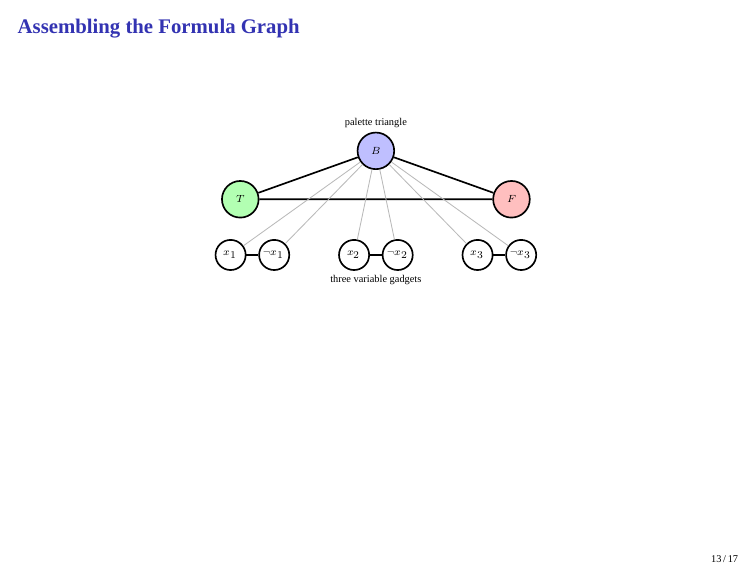 Assembling the Formula Graph
palette triangle
B
T
F
x1 ¬x1 x2 ¬x2 x3 ¬x3
three variable gadgets
13 / 17